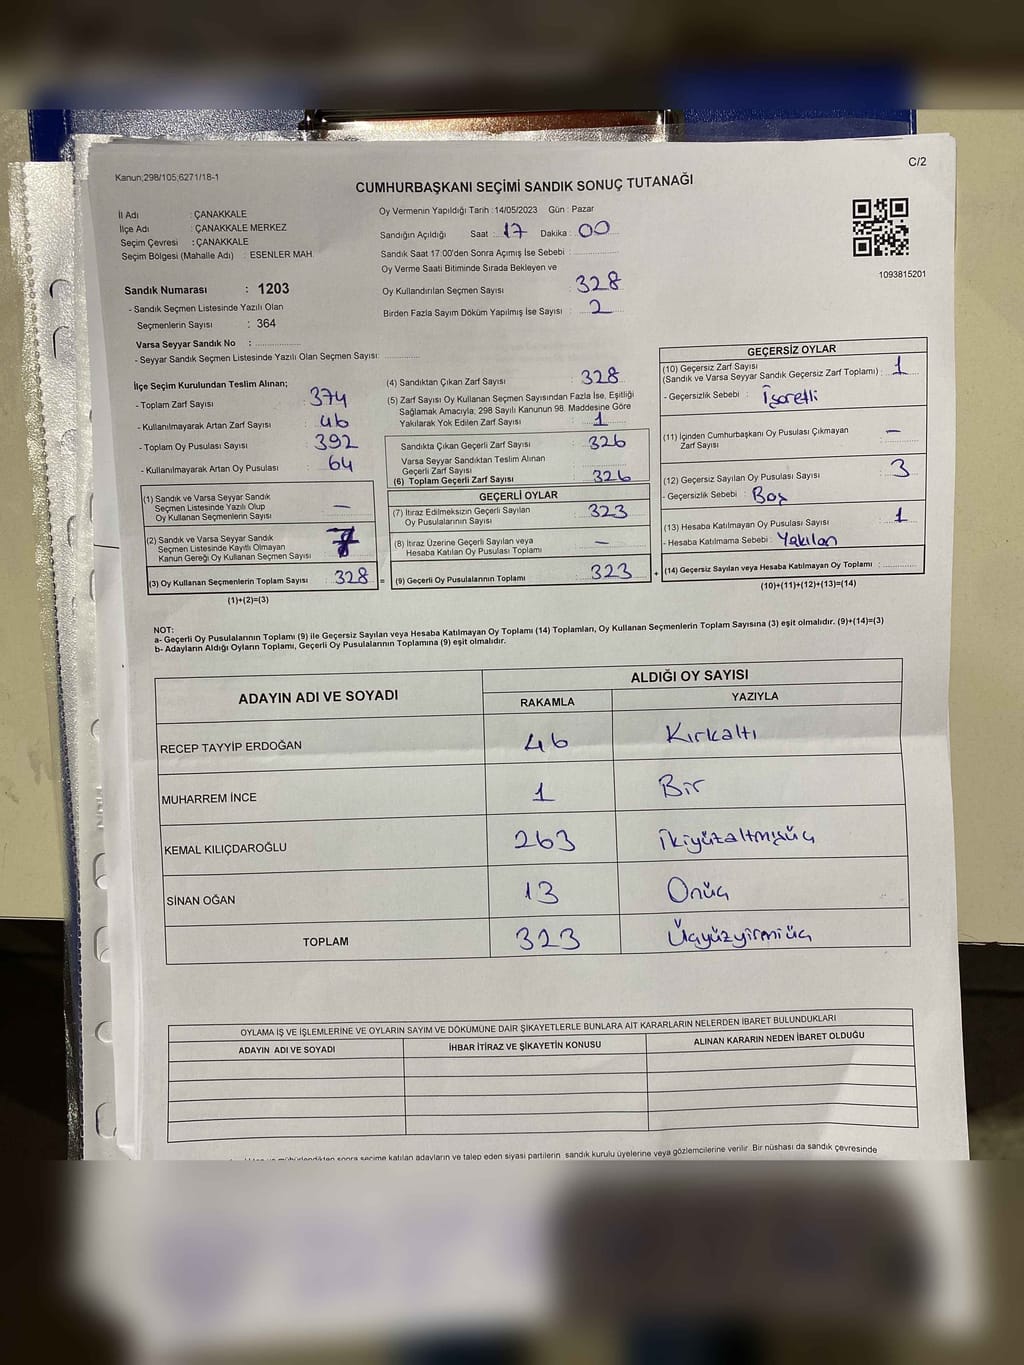 C/2
Kanun;298/105;6271/18-1
CUMHURBAŞKANI SEÇİMİ SANDIK SONUÇ TUTANAĞI
İl Adı : ÇANAKKALE
İlçe Adı : ÇANAKKALE MERKEZ
Seçim Çevresi : ÇANAKKALE
Seçim Bölgesi (Mahalle Adı) : ESENLER MAH.
Sandık Numarası : 1203
- Sandık Seçmen Listesinde Yazılı Olan
Seçmenlerin Sayısı : 364
Varsa Seyyar Sandık No :
- Seyyar Sandık Seçmen Listesinde Yazılı Olan Seçmen Sayısı:
Oy Vermenin Yapıldığı Tarih :14/05/2023 Gün : Pazar
Sandığın Açıldığı Saat : 17 Dakika : 00
Sandık Saat 17:00'den Sonra Açımış İse Sebebi :
Oy Verme Saati Bitiminde Sırada Bekleyen ve
Oy Kullandırılan Seçmen Sayısı : 328
Birden Fazla Sayım Döküm Yapılmış İse Sayısı : 2
1093815201
İlçe Seçim Kurulundan Teslim Alınan;
- Toplam Zarf Sayısı : 374
- Kullanılmayarak Artan Zarf Sayısı : 46
- Toplam Oy Pusulası Sayısı : 392
- Kullanılmayarak Artan Oy Pusulası : 64
(1) Sandık ve Varsa Seyyar Sandık
Seçmen Listesinde Yazılı Olup
Oy Kullanan Seçmenlerin Sayısı : —
(2) Sandık ve Varsa Seyyar Sandık
Seçmen Listesinde Kayıtlı Olmayan
Kanun Gereği Oy Kullanan Seçmen Sayısı
(3) Oy Kullanan Seçmenlerin Toplam Sayısı : 328 =
(1)+(2)=(3)
(4) Sandıktan Çıkan Zarf Sayısı : 328
(5) Zarf Sayısı Oy Kullanan Seçmen Sayısından Fazla İse, Eşitliği
Sağlamak Amacıyla; 298 Sayılı Kanunun 98. Maddesine Göre
Yakılarak Yok Edilen Zarf Sayısı : 1
Sandıkta Çıkan Geçerli Zarf Sayısı : 326
Varsa Seyyar Sandıktan Teslim Alınan
Geçerli Zarf Sayısı :
(6) Toplam Geçerli Zarf Sayısı : 326
GEÇERLİ OYLAR
(7) İtiraz Edilmeksizin Geçerli Sayılan
Oy Pusulalarının Sayısı : 323
(8) İtiraz Üzerine Geçerli Sayılan veya
Hesaba Katılan Oy Pusulası Toplamı : —
(9) Geçerli Oy Pusulalarının Toplamı : 323 +
GEÇERSİZ OYLAR
(10) Geçersiz Zarf Sayısı
(Sandık ve Varsa Seyyar Sandık Geçersiz Zarf Toplamı) : 1
- Geçersizlik Sebebi : İşaretli
(11) İçinden Cumhurbaşkanı Oy Pusulası Çıkmayan
Zarf Sayısı : —
(12) Geçersiz Sayılan Oy Pusulası Sayısı : 3
- Geçersizlik Sebebi : Boş
(13) Hesaba Katılmayan Oy Pusulası Sayısı : 1
- Hesaba Katılmama Sebebi : Yakılan
(14) Geçersiz Sayılan veya Hesaba Katılmayan Oy Toplamı :
(10)+(11)+(12)+(13)=(14)
NOT:
a- Geçerli Oy Pusulalarının Toplamı (9) ile Geçersiz Sayılan veya Hesaba Katılmayan Oy Toplamı (14) Toplamları, Oy Kullanan Seçmenlerin Toplam Sayısına (3) eşit olmalıdır. (9)+(14)=(3)
b- Adayların Aldığı Oyların Toplamı, Geçerli Oy Pusulalarının Toplamına (9) eşit olmalıdır.
ADAYIN ADI VE SOYADI ALDIĞI OY SAYISI
RAKAMLA YAZIYLA
RECEP TAYYİP ERDOĞAN 46 Kırkaltı
MUHARREM İNCE 1 Bir
KEMAL KILIÇDAROĞLU 263 İkiyüzaltmışüç
SİNAN OĞAN 13 Onüç
TOPLAM 323 Üçyüzyirmiüç
OYLAMA İŞ VE İŞLEMLERİNE VE OYLARIN SAYIM VE DÖKÜMÜNE DAİR ŞİKAYETLERLE BUNLARA AİT KARARLARIN NELERDEN İBARET BULUNDUKLARI
ADAYIN ADI VE SOYADI İHBAR İTİRAZ VE ŞİKAYETİN KONUSU ALINAN KARARIN NEDEN İBARET OLDUĞU
sonra seçime katılan adayların ve talep eden siyasi partilerin sandık kurulu üyelerine veya gözlemcilerine verilir. Bir nüshası da sandık çevresinde